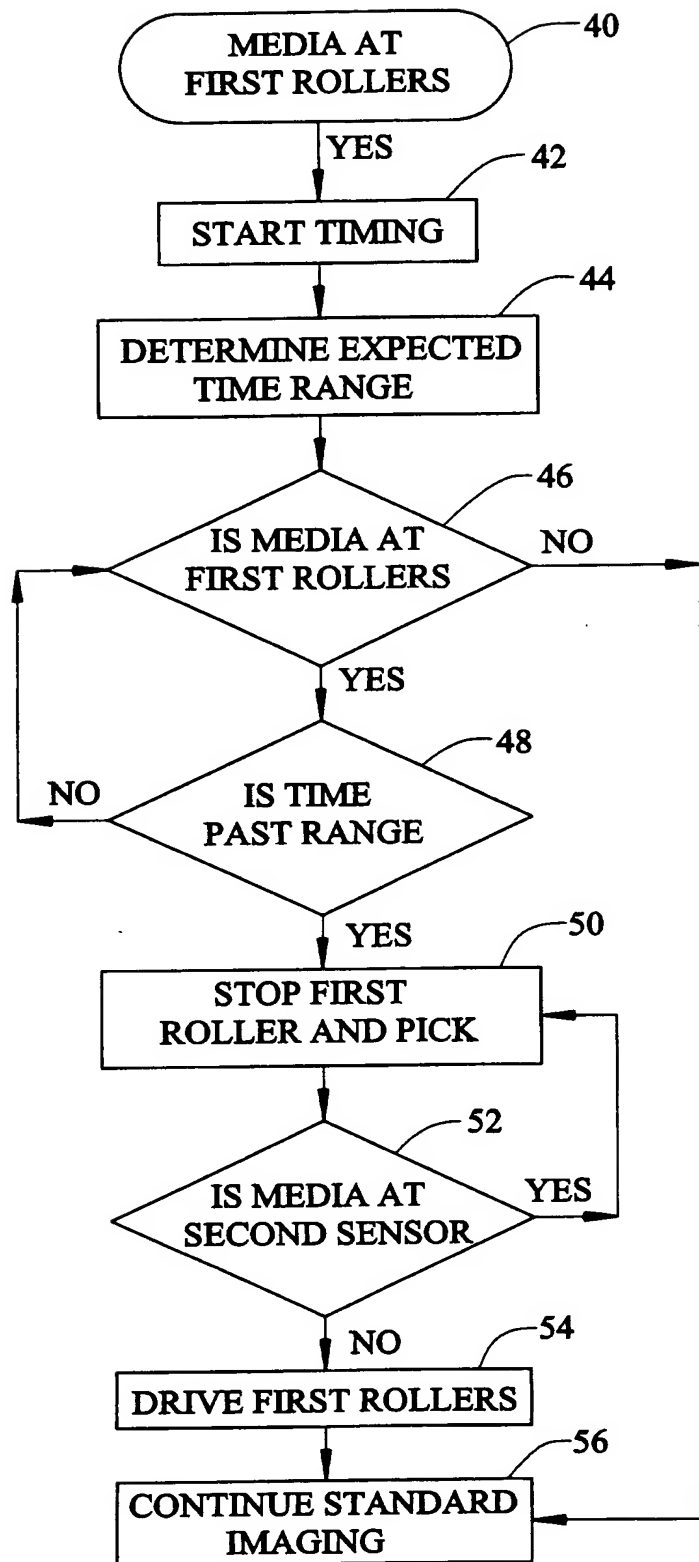 MEDIA AT
FIRST ROLLERS
40
YES
42
START TIMING
44
DETERMINE EXPECTED
TIME RANGE
46
IS MEDIA AT
FIRST ROLLERS
NO
YES
48
NO
IS TIME
PAST RANGE
YES
50
STOP FIRST
ROLLER AND PICK
52
IS MEDIA AT
SECOND SENSOR
YES
NO
54
DRIVE FIRST ROLLERS
56
CONTINUE STANDARD
IMAGING